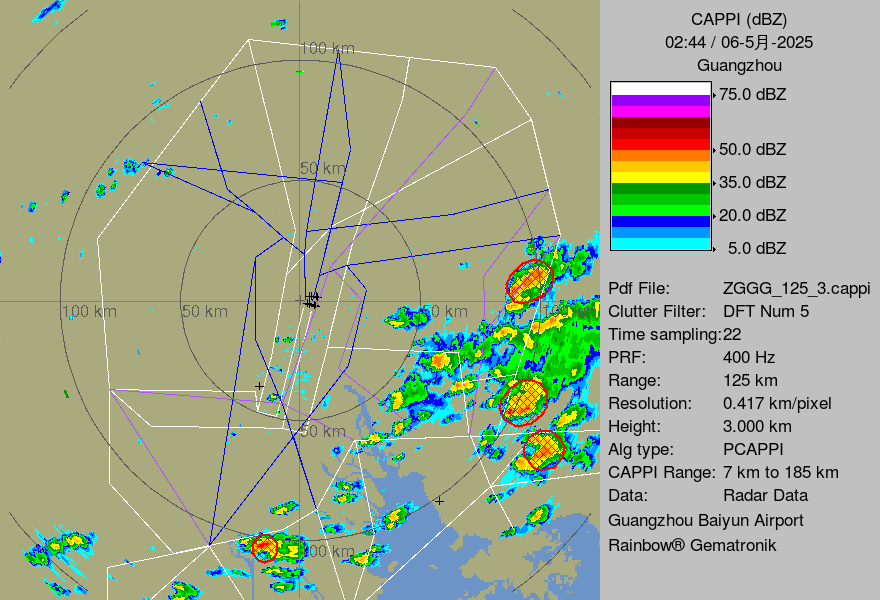 100 km
50 km
100 km
50 km
50 km
50 km
100 km
CAPPI (dBZ)
02:44 / 06-5月-2025
Guangzhou
75.0 dBZ
50.0 dBZ
35.0 dBZ
20.0 dBZ
5.0 dBZ
Pdf File: ZGGG_125_3.cappi
Clutter Filter: DFT Num 5
Time sampling:22
PRF: 400 Hz
Range: 125 km
Resolution: 0.417 km/pixel
Height: 3.000 km
Alg type: PCAPPI
CAPPI Range: 7 km to 185 km
Data: Radar Data
Guangzhou Baiyun Airport
Rainbow® Gematronik